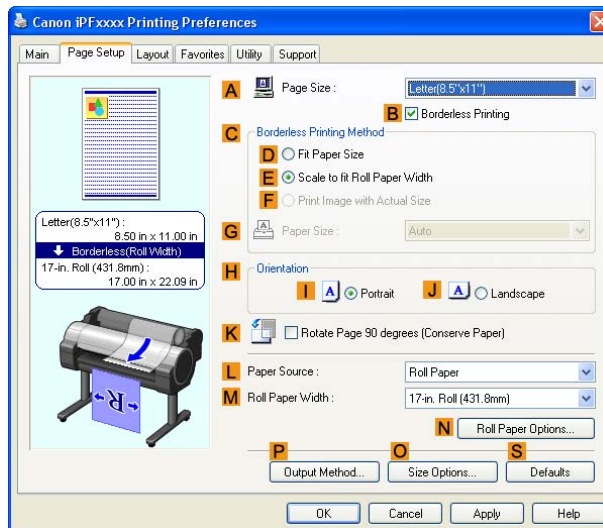 Canon iPFxxxx Printing Preferences
Main Page Setup Layout Favorites Utility Support
A Page Size : Letter(8.5"x11")
B Borderless Printing
C Borderless Printing Method
D Fit Paper Size
E Scale to fit Roll Paper Width
F Print Image with Actual Size
G Paper Size : Auto
Letter(8.5"x11") :
8.50 in x 11.00 in
Borderless(Roll Width)
17-in. Roll (431.8mm) :
17.00 in x 22.09 in
H Orientation
I A Portrait J A Landscape
K Rotate Page 90 degrees (Conserve Paper)
R
L Paper Source : Roll Paper
M Roll Paper Width : 17-in. Roll (431.8mm)
N Roll Paper Options...
P O S
Output Method... Size Options... Defaults
OK Cancel Apply Help